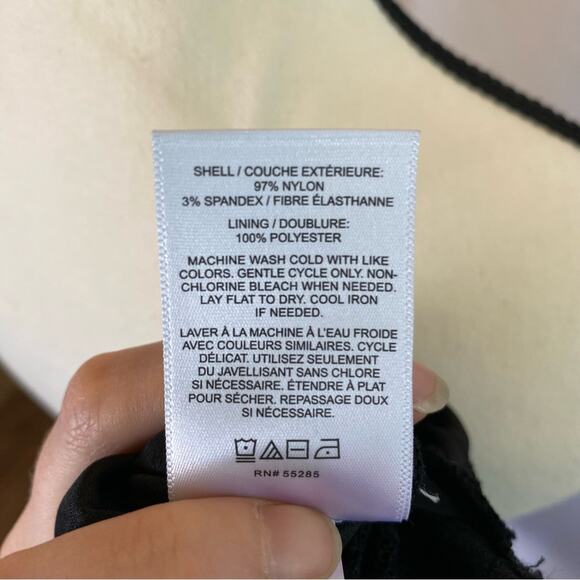 SHELL / COUCHE EXTÉRIEURE:
97% NYLON
3% SPANDEX / FIBRE ÉLASTHANNE
LINING / DOUBLURE:
100% POLYESTER
MACHINE WASH COLD WITH LIKE
COLORS. GENTLE CYCLE ONLY. NON-
CHLORINE BLEACH WHEN NEEDED.
LAY FLAT TO DRY. COOL IRON
IF NEEDED.
LAVER À LA MACHINE À L'EAU FROIDE
AVEC COULEURS SIMILAIRES. CYCLE
DÉLICAT. UTILISEZ SEULEMENT
DU JAVELLISANT SANS CHLORE
SI NÉCESSAIRE. ÉTENDRE À PLAT
POUR SÉCHER. REPASSAGE DOUX
SI NÉCESSAIRE.
RN# 55285